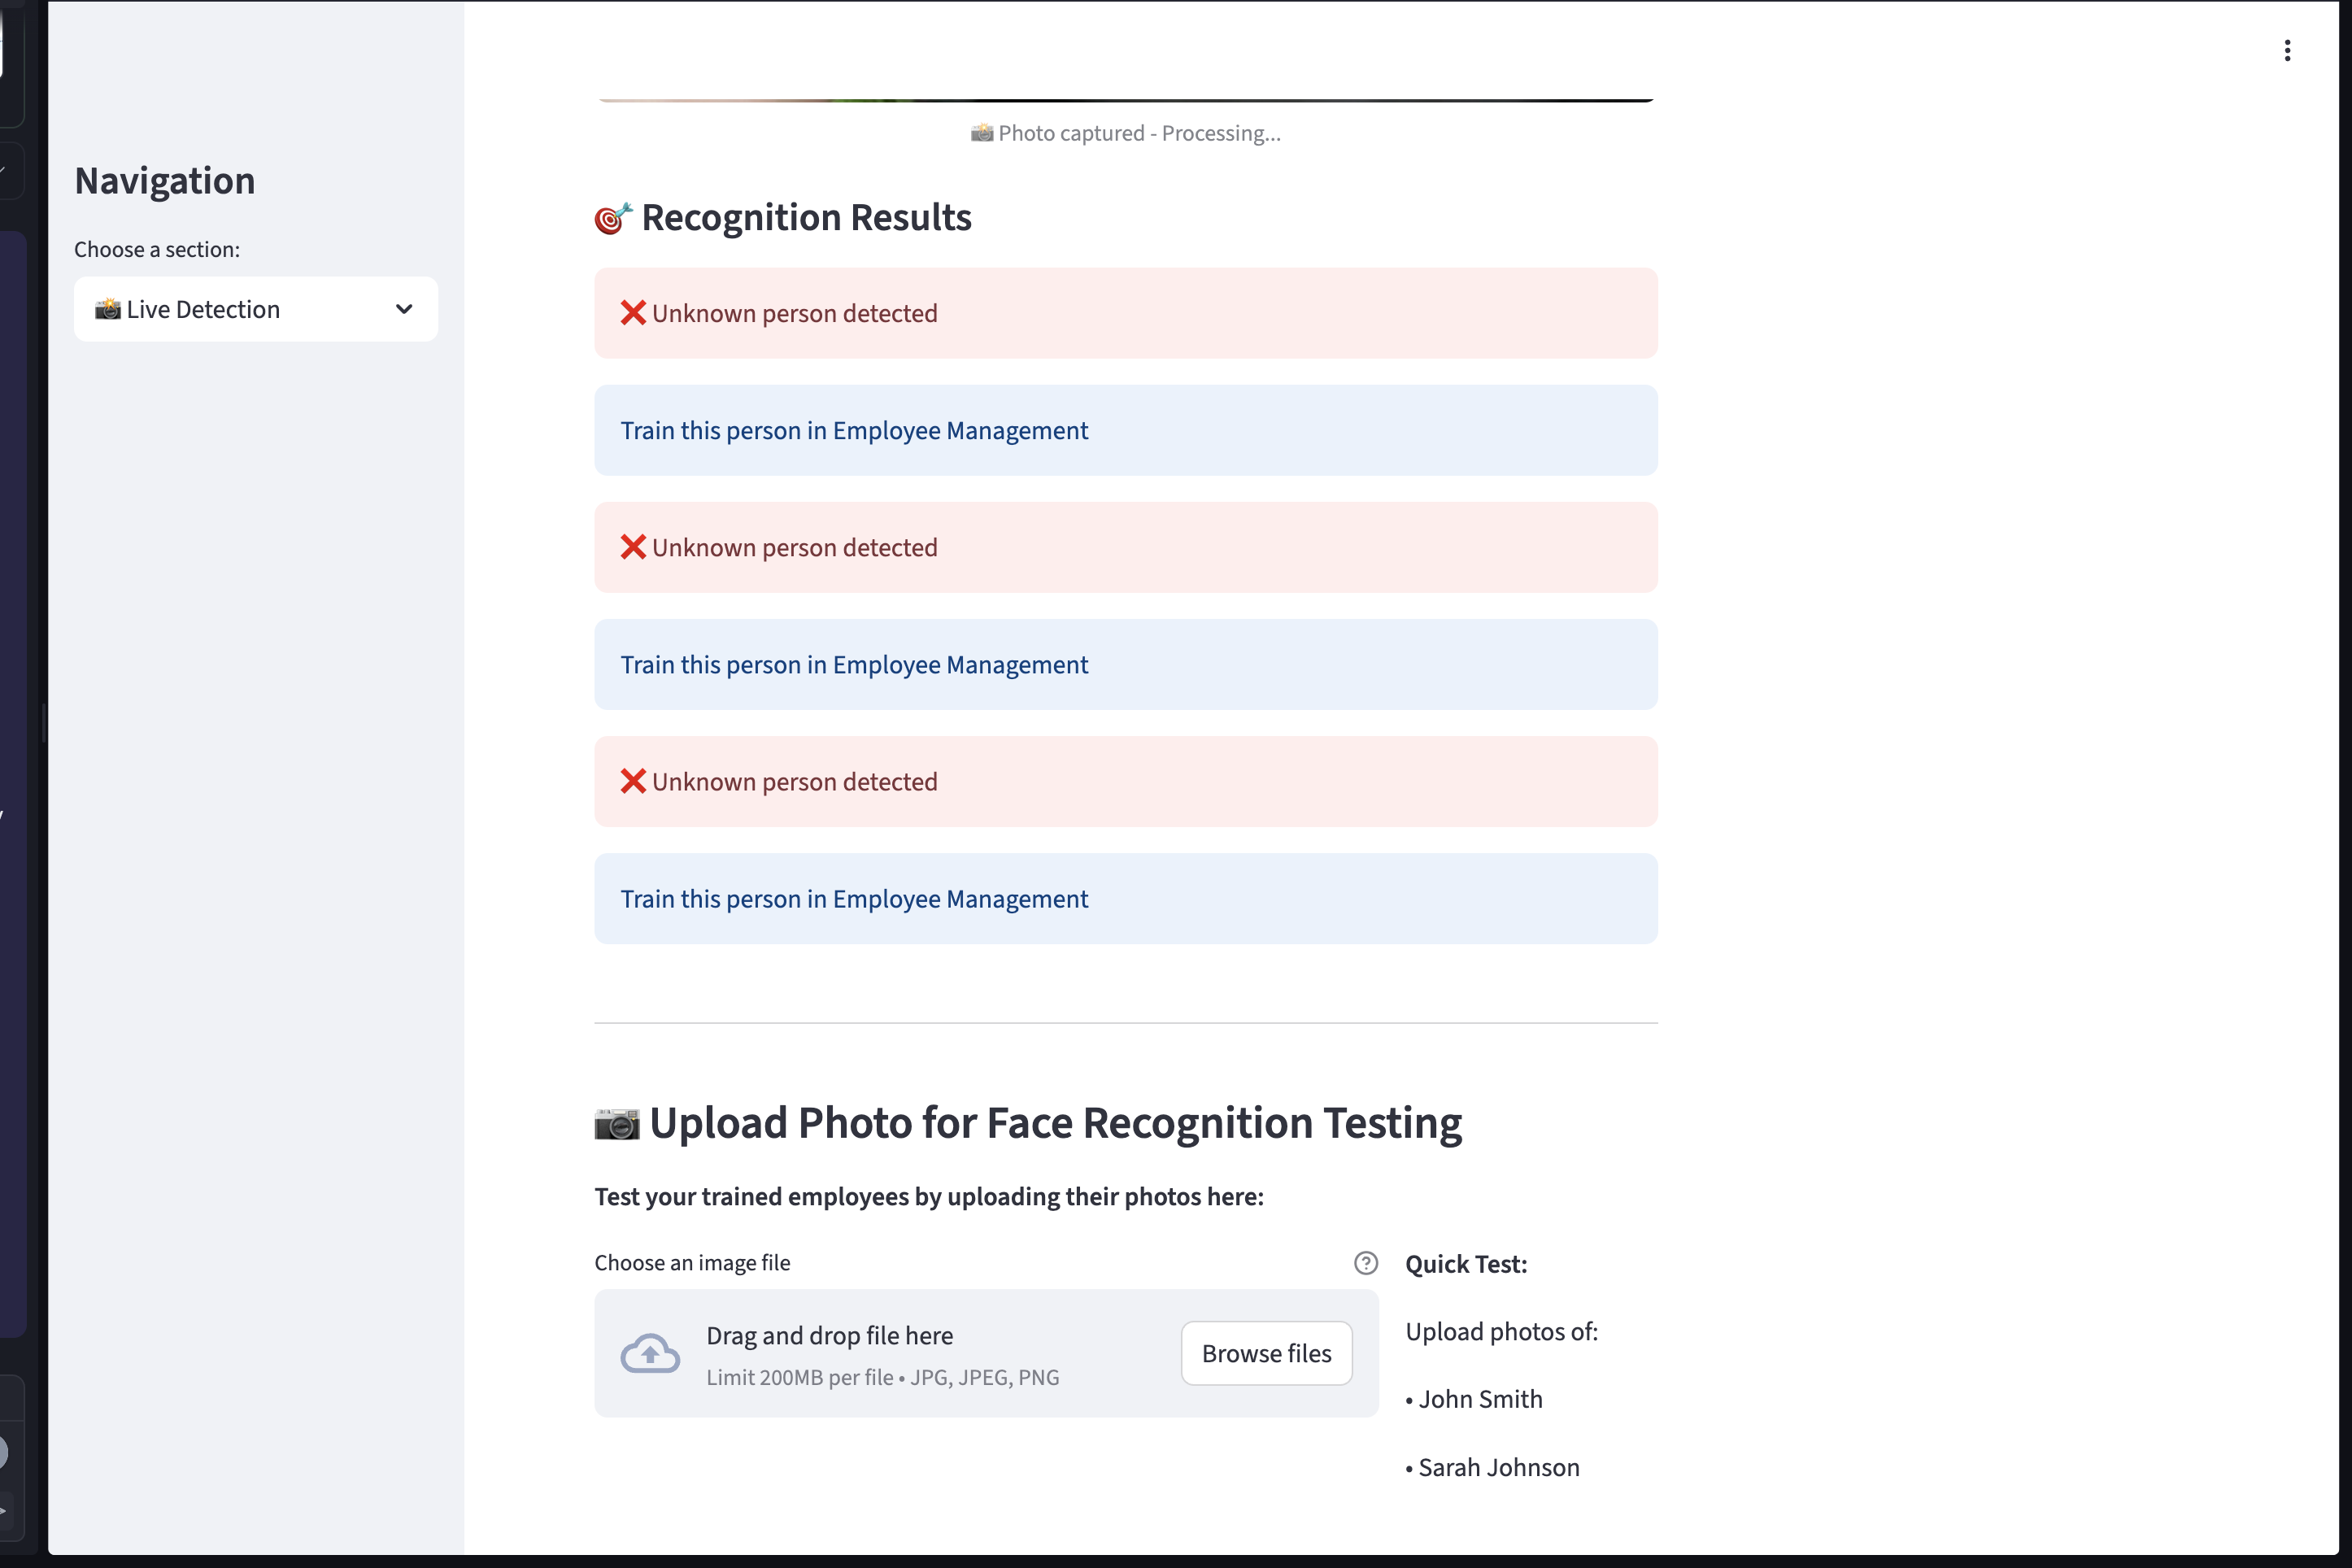 Navigation
Choose a section:
📸 Live Detection
📸 Photo captured - Processing...
🎯 Recognition Results
❌ Unknown person detected
Train this person in Employee Management
❌ Unknown person detected
Train this person in Employee Management
❌ Unknown person detected
Train this person in Employee Management
📷 Upload Photo for Face Recognition Testing
Test your trained employees by uploading their photos here:
Choose an image file
Drag and drop file here
Limit 200MB per file • JPG, JPEG, PNG
Browse files
Quick Test:
Upload photos of:
• John Smith
• Sarah Johnson